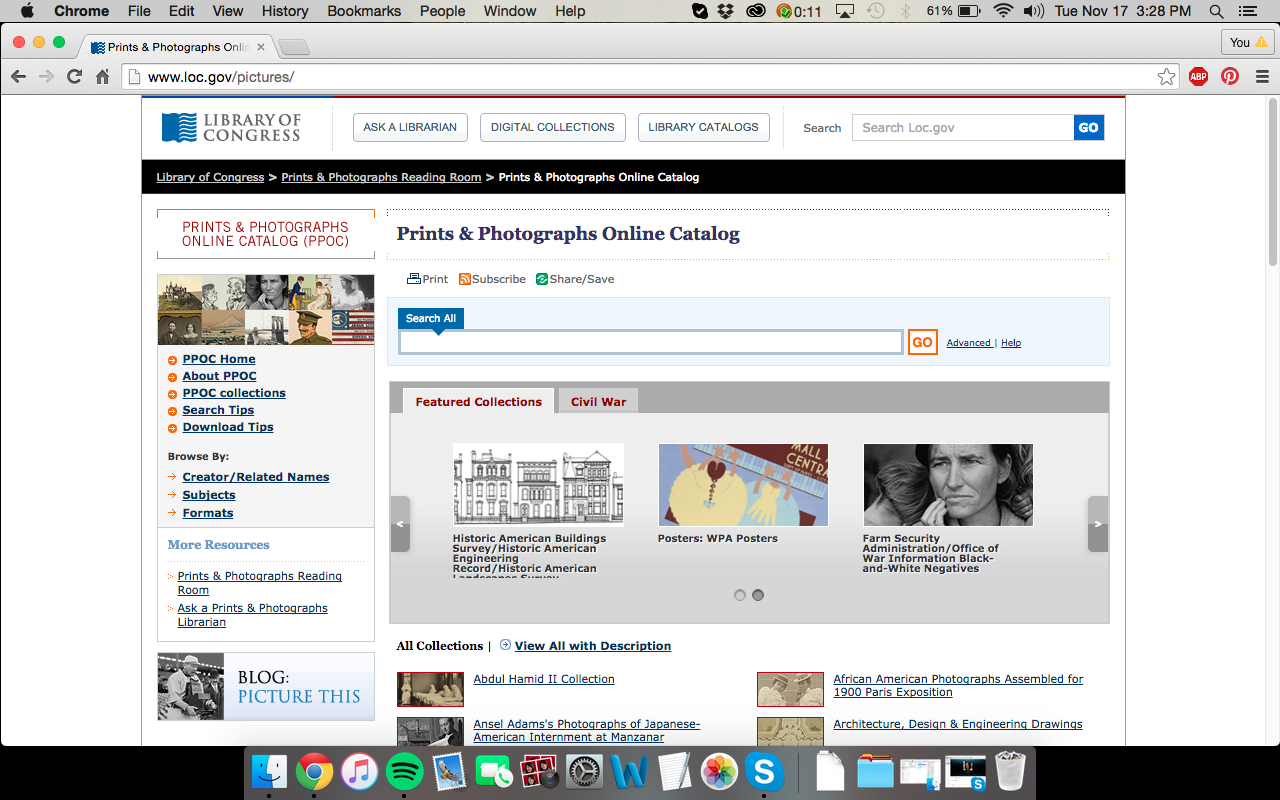 Chrome File Edit View History Bookmarks People Window Help 0:11 61% Tue Nov 17 3:28 PM
Prints & Photographs Onlin
You
www.loc.gov/pictures/
ABP
LIBRARY OF
CONGRESS
ASK A LIBRARIAN DIGITAL COLLECTIONS LIBRARY CATALOGS Search Search Loc.gov GO
Library of Congress > Prints & Photographs Reading Room > Prints & Photographs Online Catalog
PRINTS & PHOTOGRAPHS
ONLINE CATALOG (PPOC)
PPOC Home
About PPOC
PPOC collections
Search Tips
Download Tips
Browse By:
Creator/Related Names
Subjects
Formats
More Resources
Prints & Photographs Reading
Room
Ask a Prints & Photographs
Librarian
BLOG:
PICTURE THIS
Prints & Photographs Online Catalog
Print Subscribe Share/Save
Search All
GO Advanced | Help
Featured Collections Civil War
<
MALL
CENTRAL
>
Historic American Buildings
Survey/Historic American
Engineering
Record/Historic American
Landscapes Survey
Posters: WPA Posters
Farm Security
Administration/Office of
War Information Black-
and-White Negatives
All Collections | View All with Description
Abdul Hamid II Collection
African American Photographs Assembled for
1900 Paris Exposition
Ansel Adams's Photographs of Japanese-
American Internment at Manzanar
Architecture, Design & Engineering Drawings